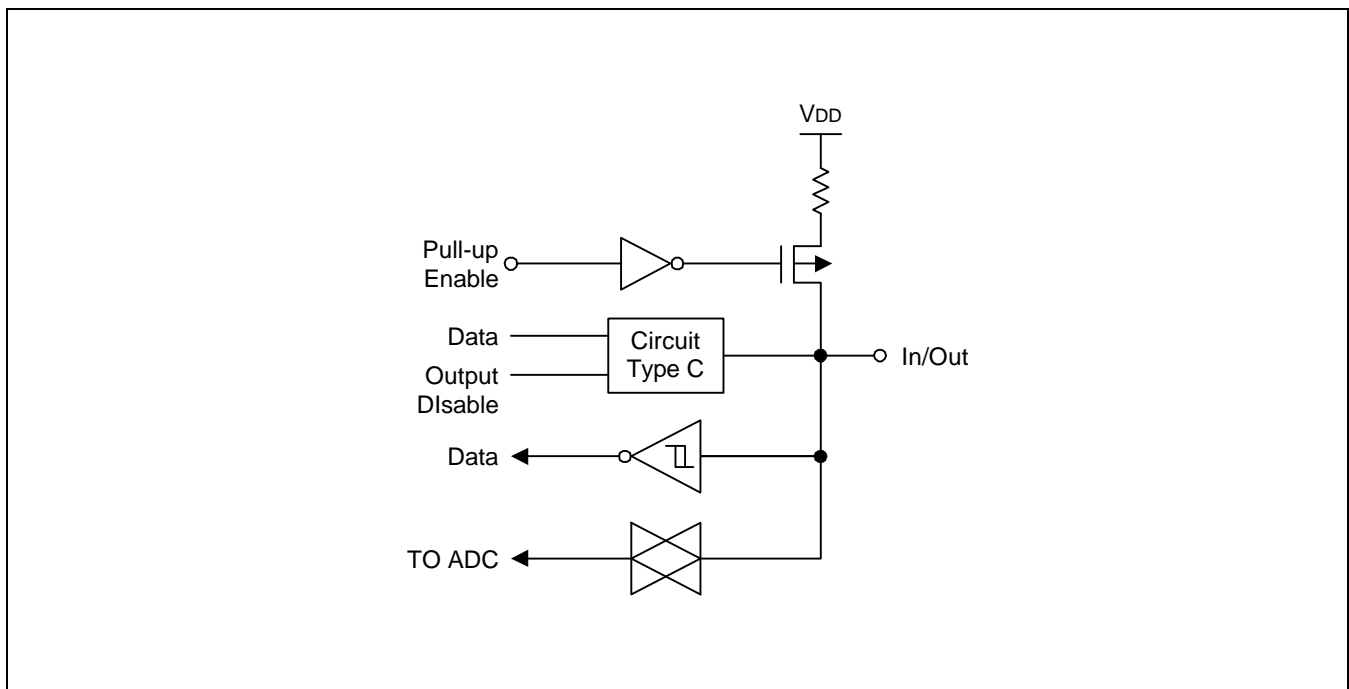 VDD
Pull-up
Enable
Data
Circuit
Type C
Output
DIsable
In/Out
Data
TO ADC